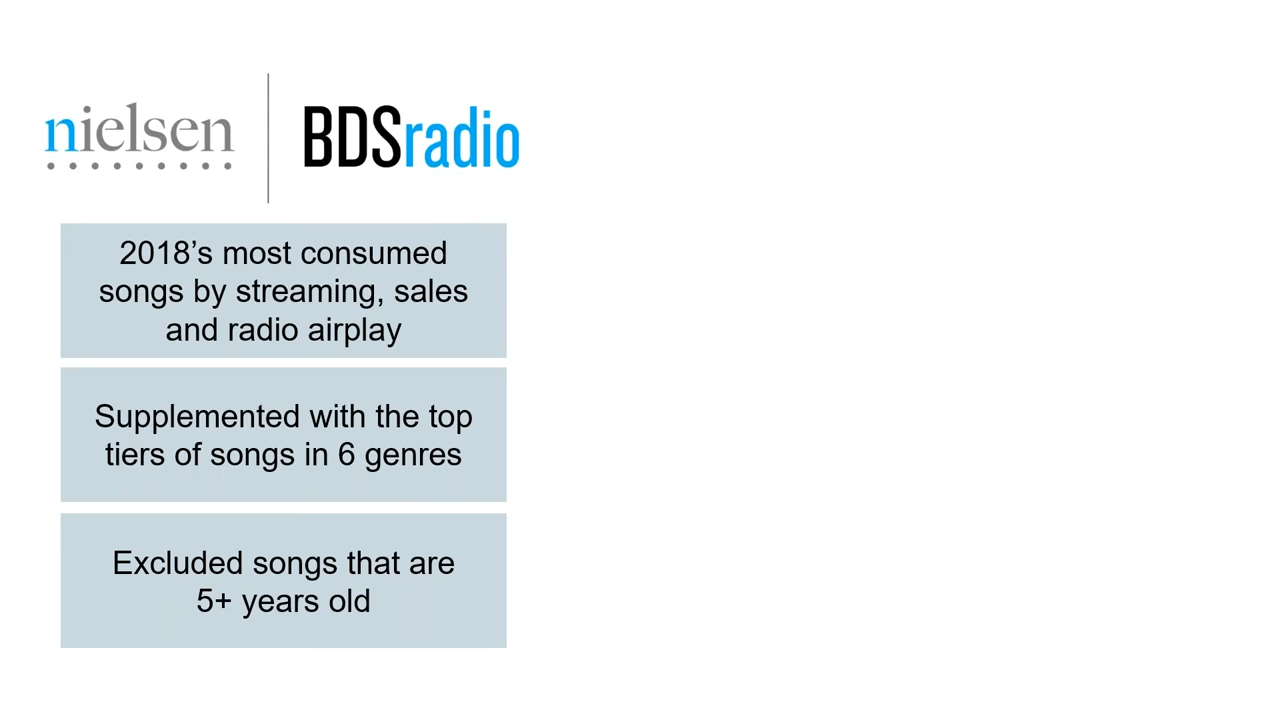 nielsen
BDSradio
2018’s most consumed
songs by streaming, sales
and radio airplay
Supplemented with the top
tiers of songs in 6 genres
Excluded songs that are
5+ years old